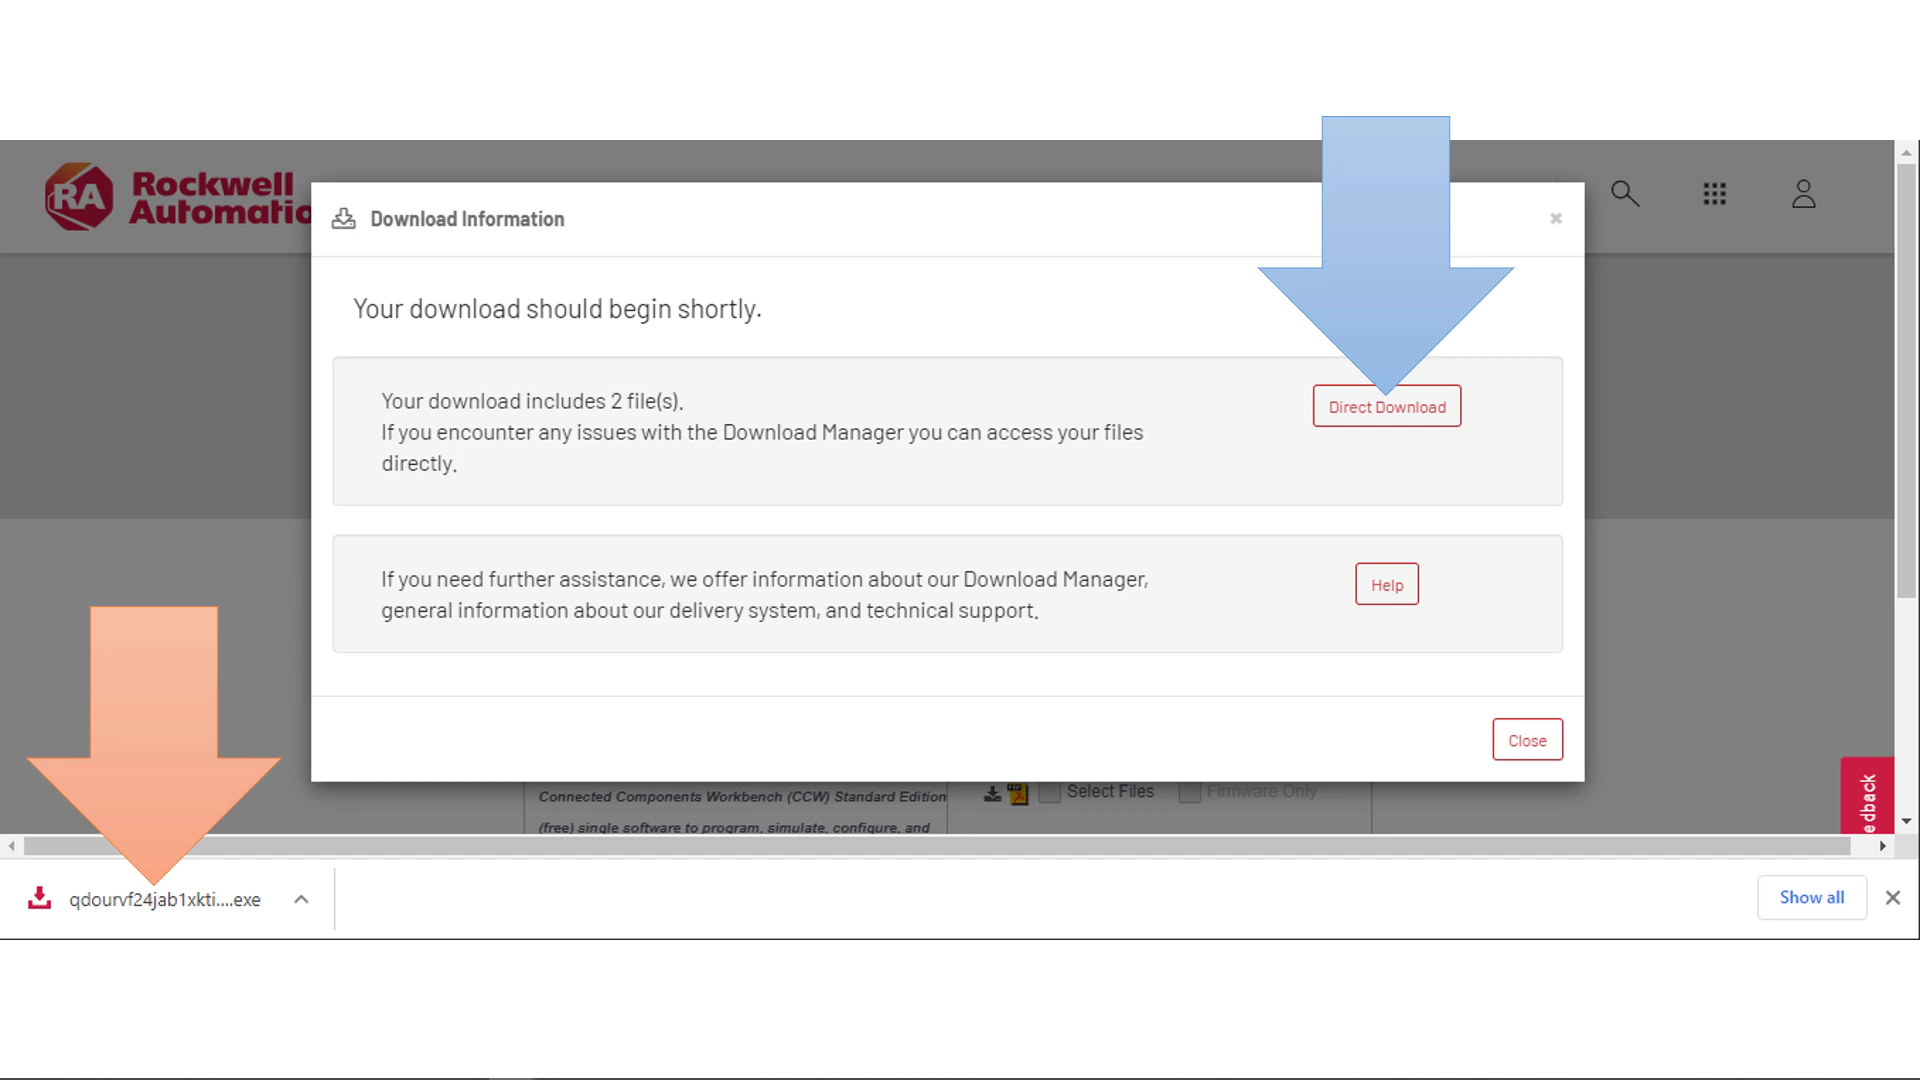 RA
Rockwell
Automatio
Download Information
Your download should begin shortly.
Your download includes 2 file(s).
If you encounter any issues with the Download Manager you can access your files
directly.
Direct Download
If you need further assistance, we offer information about our Download Manager,
general information about our delivery system, and technical support.
Help
Close
Connected Components Workbench (CCW) Standard Edition
(free) single software to program, simulate, configure, and
Select Files
Firmware Only
edback
qdourvf24jab1xkti....exe
Show all